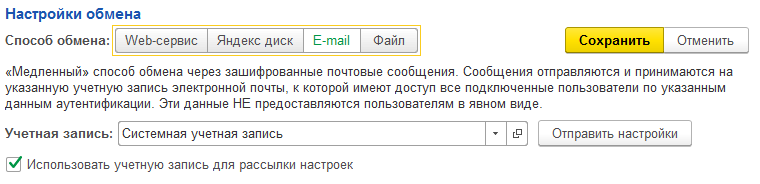 Настройки обмена
Способ обмена: Web-сервис Яндекс диск E-mail Файл Сохранить Отменить
«Медленный» способ обмена через зашифрованные почтовые сообщения. Сообщения отправляются и принимаются на
указанную учетную запись электронной почты, к которой имеют доступ все подключенные пользователи по указанным
данным аутентификации. Эти данные НЕ предоставляются пользователям в явном виде.
Учетная запись: Системная учетная запись Отправить настройки
Использовать учетную запись для рассылки настроек